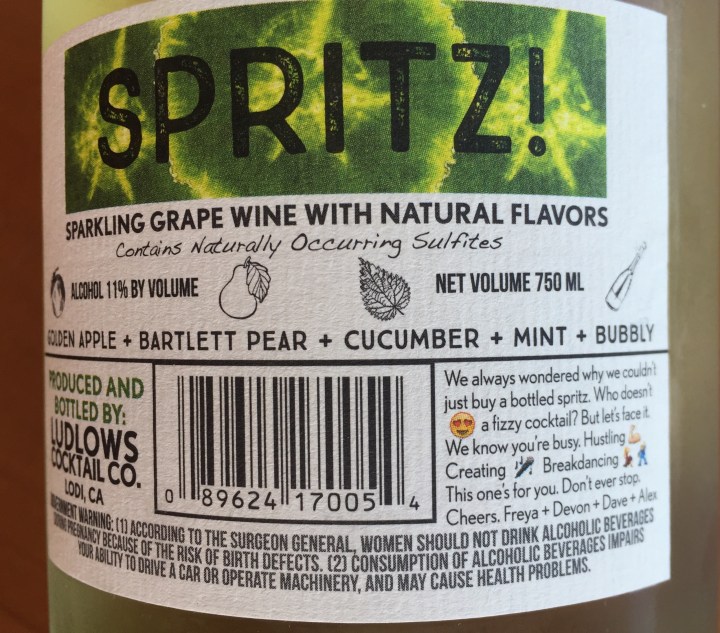 SPRITZ!
SPARKLING GRAPE WINE WITH NATURAL FLAVORS
Contains Naturally Occurring Sulfites
ALCOHOL 11% BY VOLUME
NET VOLUME 750 ML
GOLDEN APPLE + BARTLETT PEAR + CUCUMBER + MINT + BUBBLY
PRODUCED AND
BOTTLED BY:
LUDLOWS
COCKTAIL CO.
LODI, CA
0 89624 17005 4
We always wondered why we couldn't
just buy a bottled spritz. Who doesn't
😍 a fizzy cocktail? But let's face it.
We know you're busy. Hustling
Creating Breakdancing
This one's for you. Don't ever stop.
Cheers. Freya + Devon + Dave + Alex
WARNING: (1) ACCORDING TO THE SURGEON GENERAL, WOMEN SHOULD NOT DRINK ALCOHOLIC BEVERAGES
DURING PREGNANCY BECAUSE OF THE RISK OF BIRTH DEFECTS. (2) CONSUMPTION OF ALCOHOLIC BEVERAGES IMPAIRS
YOUR ABILITY TO DRIVE A CAR OR OPERATE MACHINERY, AND MAY CAUSE HEALTH PROBLEMS.